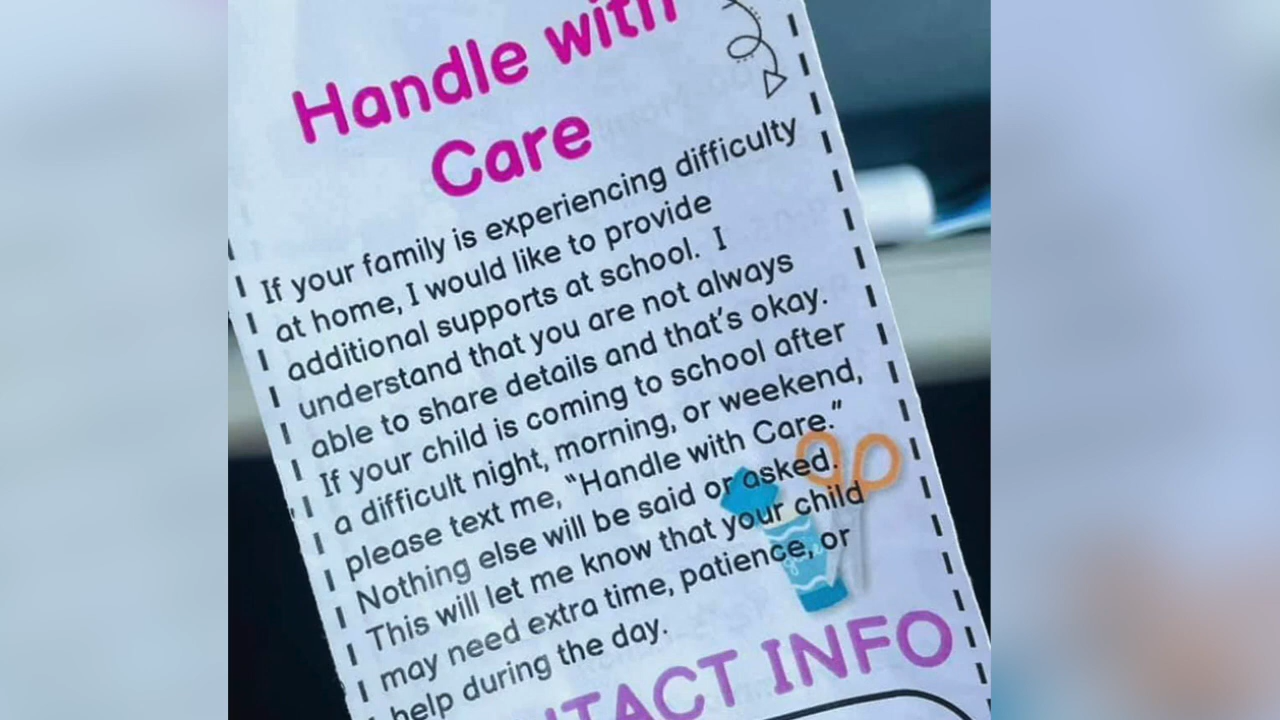 Handle with
Care
If your family is experiencing difficulty
at home, I would like to provide
additional supports at school. I
understand that you are not always
able to share details and that's okay.
If your child is coming to school after
a difficult night, morning, or weekend,
please text me, "Handle with Care."
Nothing else will be said or asked.
This will let me know that your child
may need extra time, patience, or
help during the day.
NTACT INFO